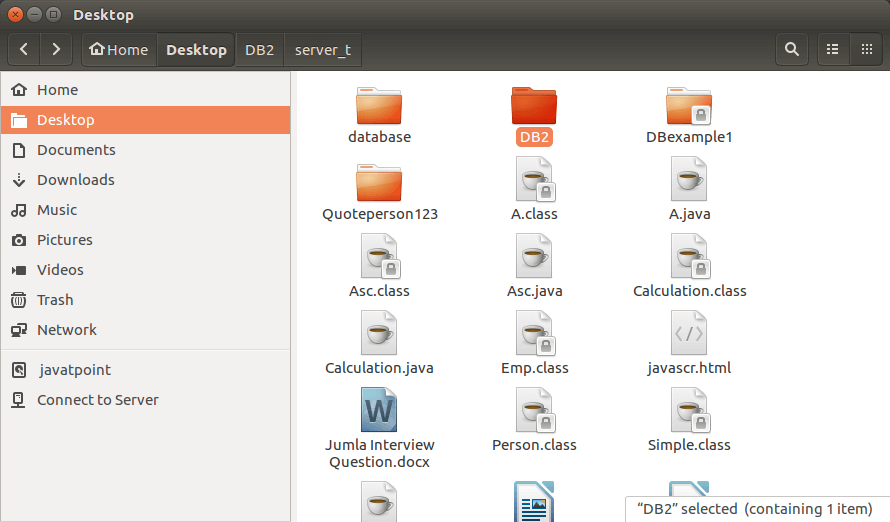 Desktop
Home
Desktop
DB2
server_t
Home
Desktop
Documents
Downloads
Music
Pictures
Videos
Trash
Network
javatpoint
Connect to Server
database
DB2
DBexample1
Quoteperson123
A.class
A.java
Asc.class
Asc.java
Calculation.class
Calculation.java
Emp.class
javascr.html
W
Jumla Interview
Question.docx
Person.class
Simple.class
“DB2” selected (containing 1 item)